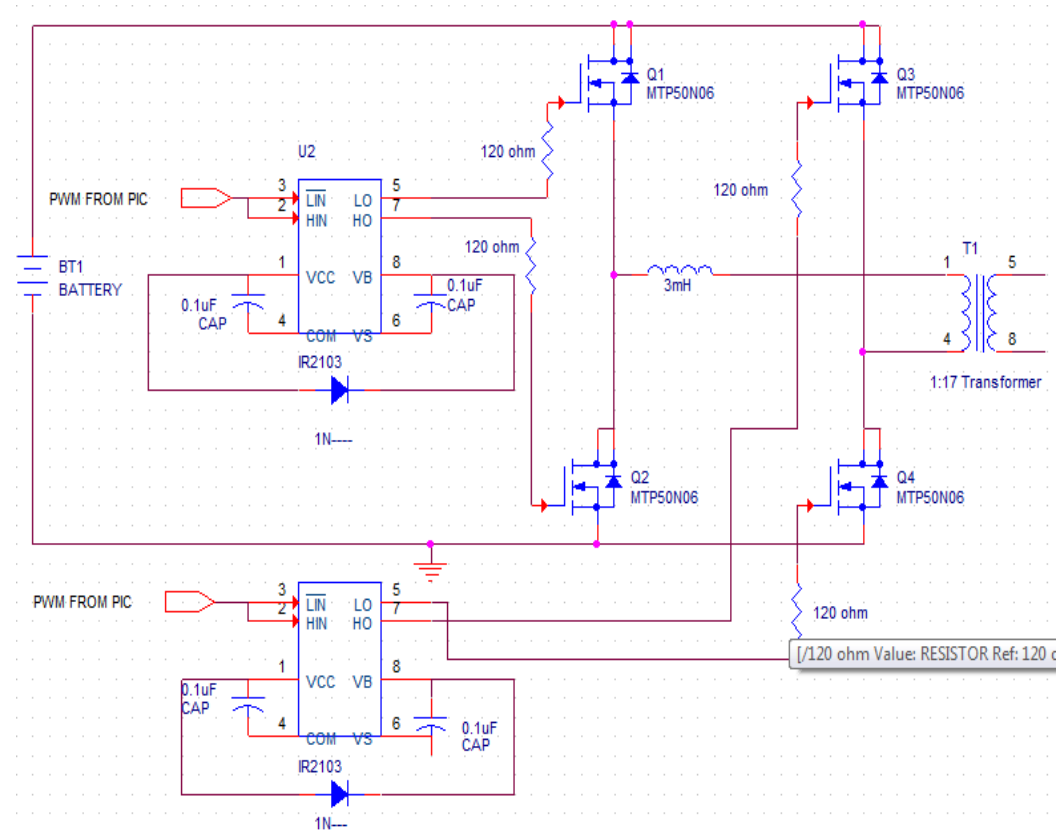 Q1
MTP50N06
Q3
MTP50N06
120 ohm
U2
120 ohm
PWM FROM PIC
3
2
LIN
HIN
LO
HO
5
7
120 ohm
T1
BT1
BATTERY
1
VCC
VB
8
0.1uF
CAP
0.1uF
CAP
3mH
1
5
4
COM
VS
6
4
8
IR2103
1:17 Transformer
1N----
Q2
MTP50N06
Q4
MTP50N06
PWM FROM PIC
3
2
LIN
HIN
LO
HO
5
7
120 ohm
[/120 ohm Value: RESISTOR Ref: 120 o
1
VCC
VB
8
0.1uF
CAP
0.1uF
CAP
4
COM
VS
6
IR2103
1N---